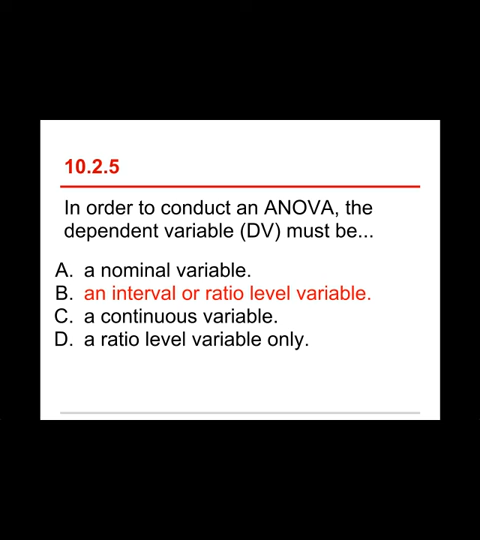 10.2.5
In order to conduct an ANOVA, the
dependent variable (DV) must be...
A. a nominal variable.
B. an interval or ratio level variable.
C. a continuous variable.
D. a ratio level variable only.